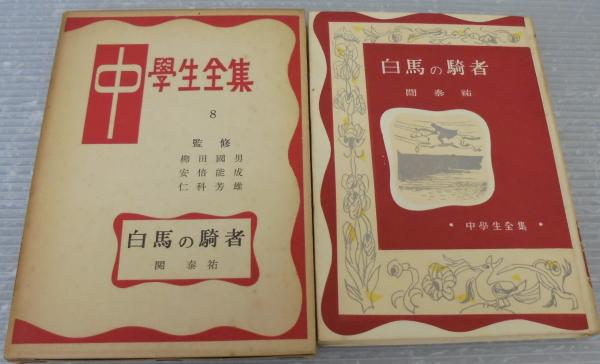 中學生全集
8
監修
柳田國男
安倍能成
仁科芳雄
白馬の騎者
関泰祐
白馬の騎者
関泰祐
・中學生全集・